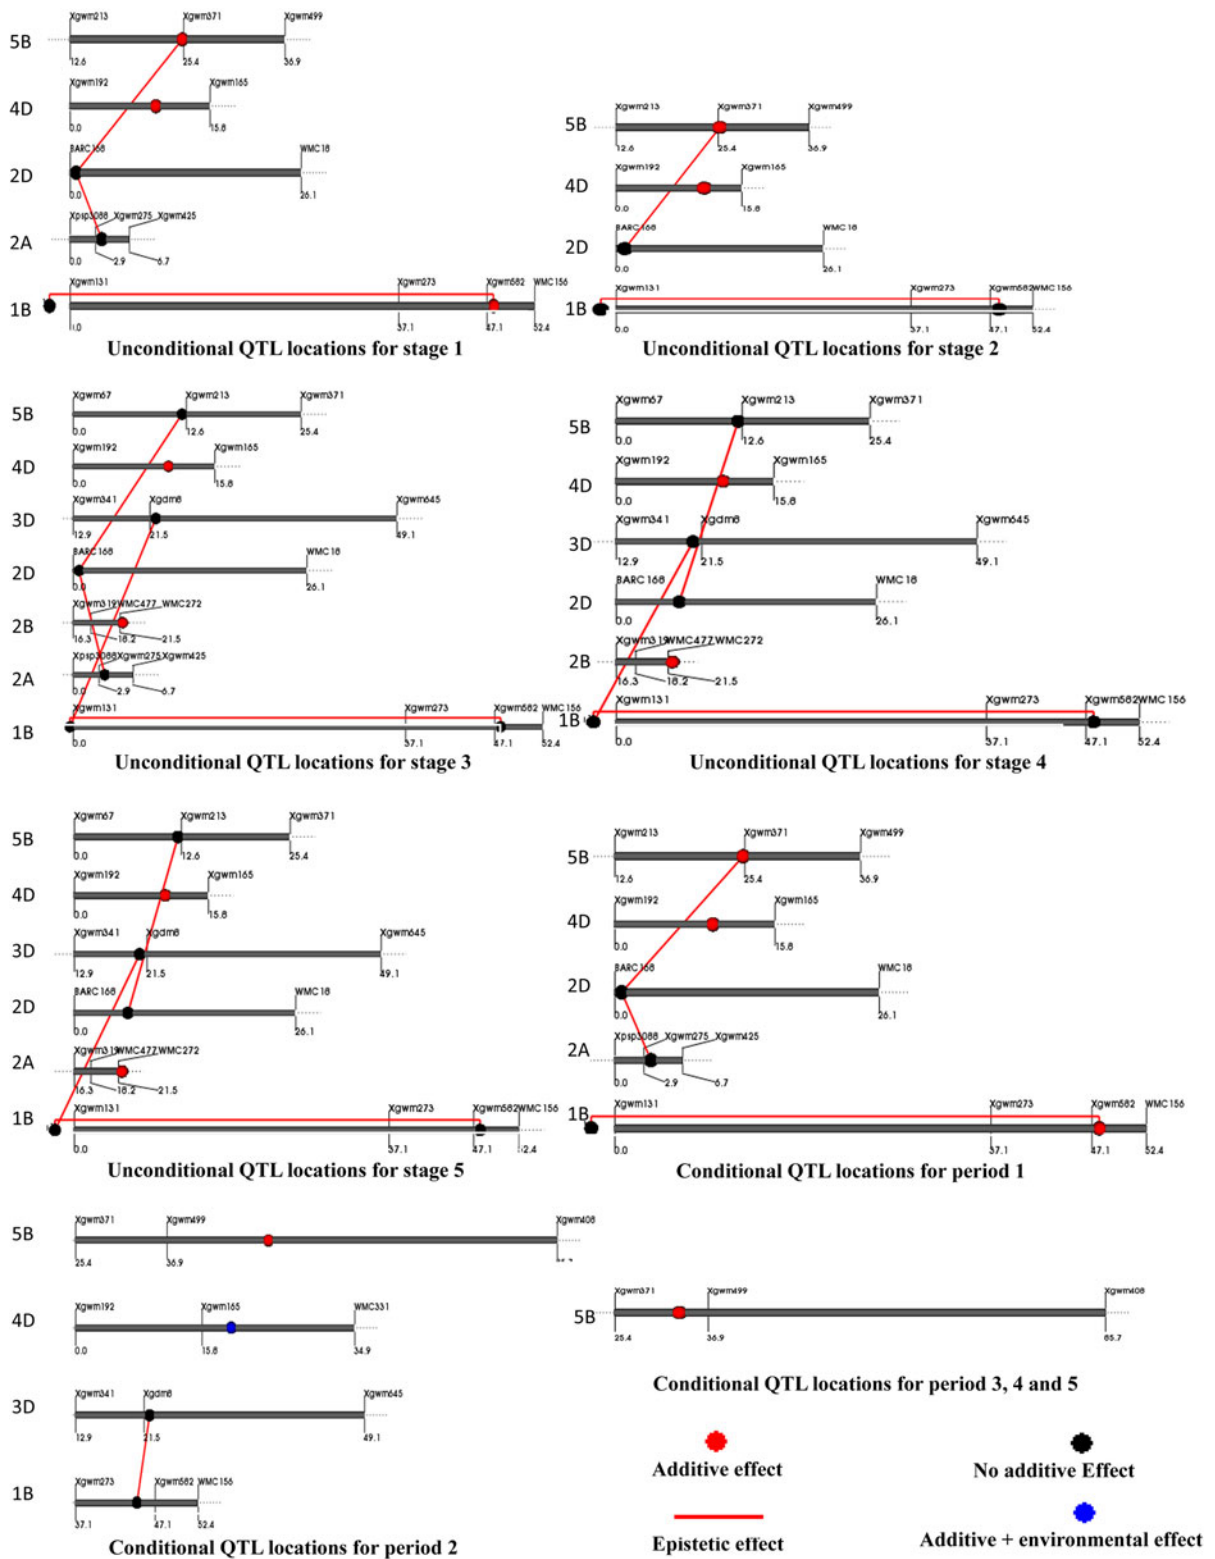 Xgwm213 Xgwm371 Xgwm499
5B
12.6 25.4 36.9
Xgwm192 Xgwm165
4D
0.0 15.8
BARC168 WMC18
2D
0.0 26.1
Xpsp3088 Xgwm275 Xgwm425
2A
0.0 2.9 6.7
Xgwm131 Xgwm273 Xgwm582 WMC156
1B
37.1 47.1 52.4
Unconditional QTL locations for stage 1
Xgwm213 Xgwm371 Xgwm499
5B
12.6 25.4 36.9
Xgwm192 Xgwm165
4D
0.0 15.8
BARC168 WMC18
2D
0.0 26.1
Xgwm131 Xgwm273 Xgwm582 WMC156
1B
0.0 37.1 47.1 52.4
Unconditional QTL locations for stage 2
Xgwm67 Xgwm213 Xgwm371
5B
0.0 12.6 25.4
Xgwm192 Xgwm165
4D
0.0 15.8
Xgwm341 Xgdm8 Xgwm645
3D
12.9 21.5 49.1
BARC168 WMC18
2D
0.0 26.1
Xgwm319 WMC477 WMC272
2B
16.3 18.2 21.5
Xpsp3088 Xgwm275 Xgwm425
2A
0.0 2.9 6.7
Xgwm131 Xgwm273 Xgwm582 WMC156
1B
0.0 37.1 47.1 52.4
Unconditional QTL locations for stage 3
Xgwm67 Xgwm213 Xgwm371
5B
0.0 12.6 25.4
Xgwm192 Xgwm165
4D
0.0 15.8
Xgwm341 Xgdm8 Xgwm645
3D
12.9 21.5 49.1
BARC168 WMC18
2D
0.0 26.1
Xgwm319 WMC477 WMC272
2B
16.3 18.2 21.5
Xgwm131 Xgwm273 Xgwm582 WMC156
1B
0.0 37.1 47.1 52.4
Unconditional QTL locations for stage 4
Xgwm67 Xgwm213 Xgwm371
5B
0.0 12.6 25.4
Xgwm192 Xgwm165
4D
0.0 15.8
Xgwm341 Xgdm8 Xgwm645
3D
12.9 21.5 49.1
BARC168 WMC18
2D
0.0 26.1
Xgwm319 WMC477 WMC272
2A
16.3 18.2 21.5
Xgwm131 Xgwm273 Xgwm582 WMC156
1B
0.0 37.1 47.1 2.4
Unconditional QTL locations for stage 5
Xgwm213 Xgwm371 Xgwm499
5B
12.6 25.4 36.9
Xgwm192 Xgwm165
4D
0.0 15.8
BARC168 WMC18
2D
0.0 26.1
Xpsp3088 Xgwm275 Xgwm425
2A
0.0 2.9 6.7
Xgwm131 Xgwm273 Xgwm582 WMC156
1B
0.0 37.1 47.1 52.4
Conditional QTL locations for period 1
Xgwm371 Xgwm499 Xgwm408
5B
25.4 36.9
Xgwm192 Xgwm165 WMC331
4D
0.0 15.8 34.9
Xgwm341 Xgdm8 Xgwm645
3D
12.9 21.5 49.1
Xgwm273 Xgwm582 WMC156
1B
37.1 47.1 52.4
Conditional QTL locations for period 2
Xgwm371 Xgwm499 Xgwm408
5B
25.4 36.9 85.7
Conditional QTL locations for period 3, 4 and 5
Additive effect No additive Effect
Epistetic effect Additive + environmental effect